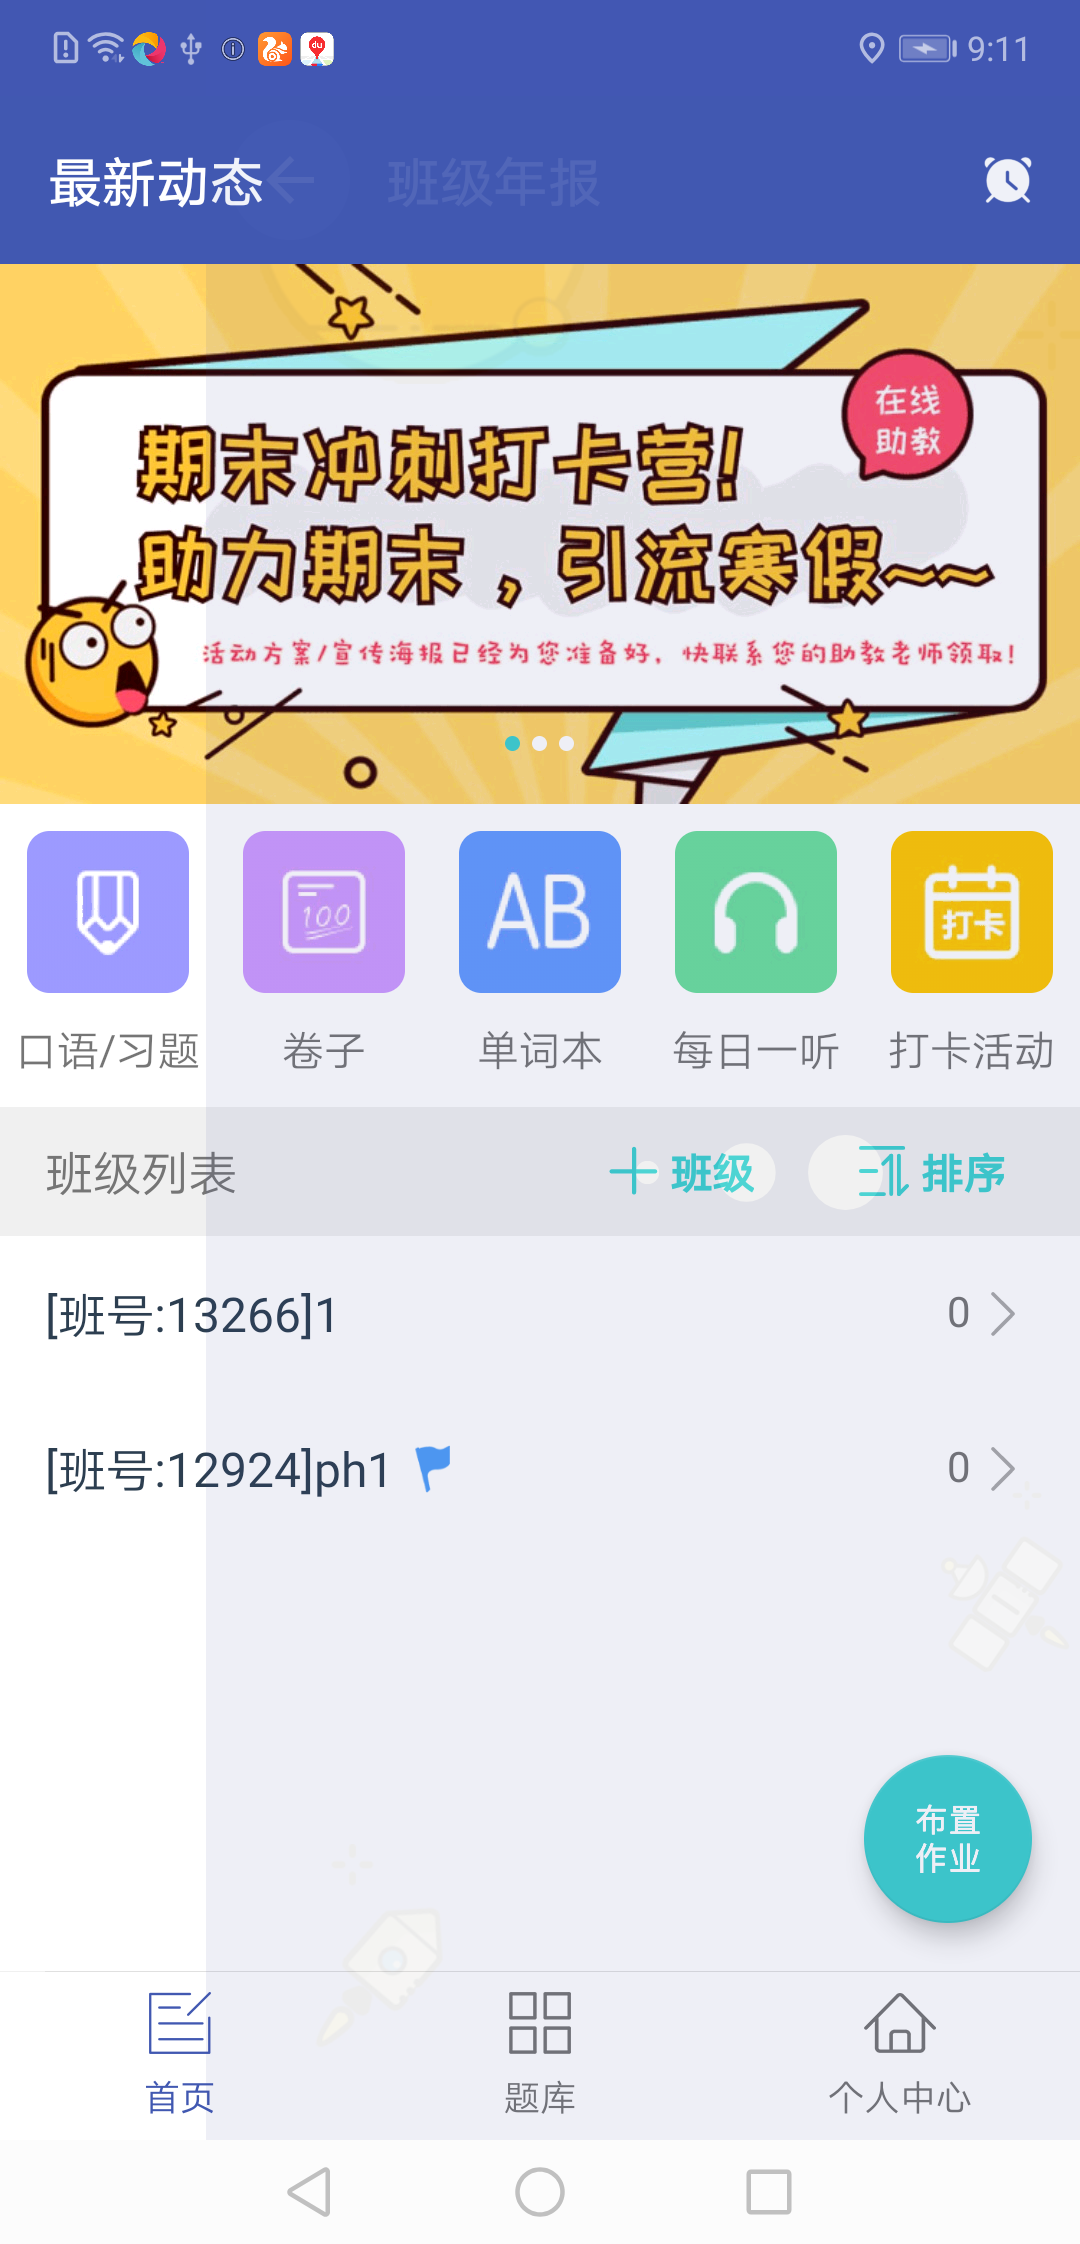 9:11
最新动态
班级年报
在线
助教
期末冲刺打卡营!
助力期末，引流寒假~~
活动方案/宣传海报已经为您准备好，快联系您的助教老师领取!
100
AB
打卡
口语/习题
卷子
单词本
每日一听
打卡活动
班级列表
班级
排序
[班号:13266]1
0
[班号:12924]ph1
0
布置
作业
首页
题库
个人中心